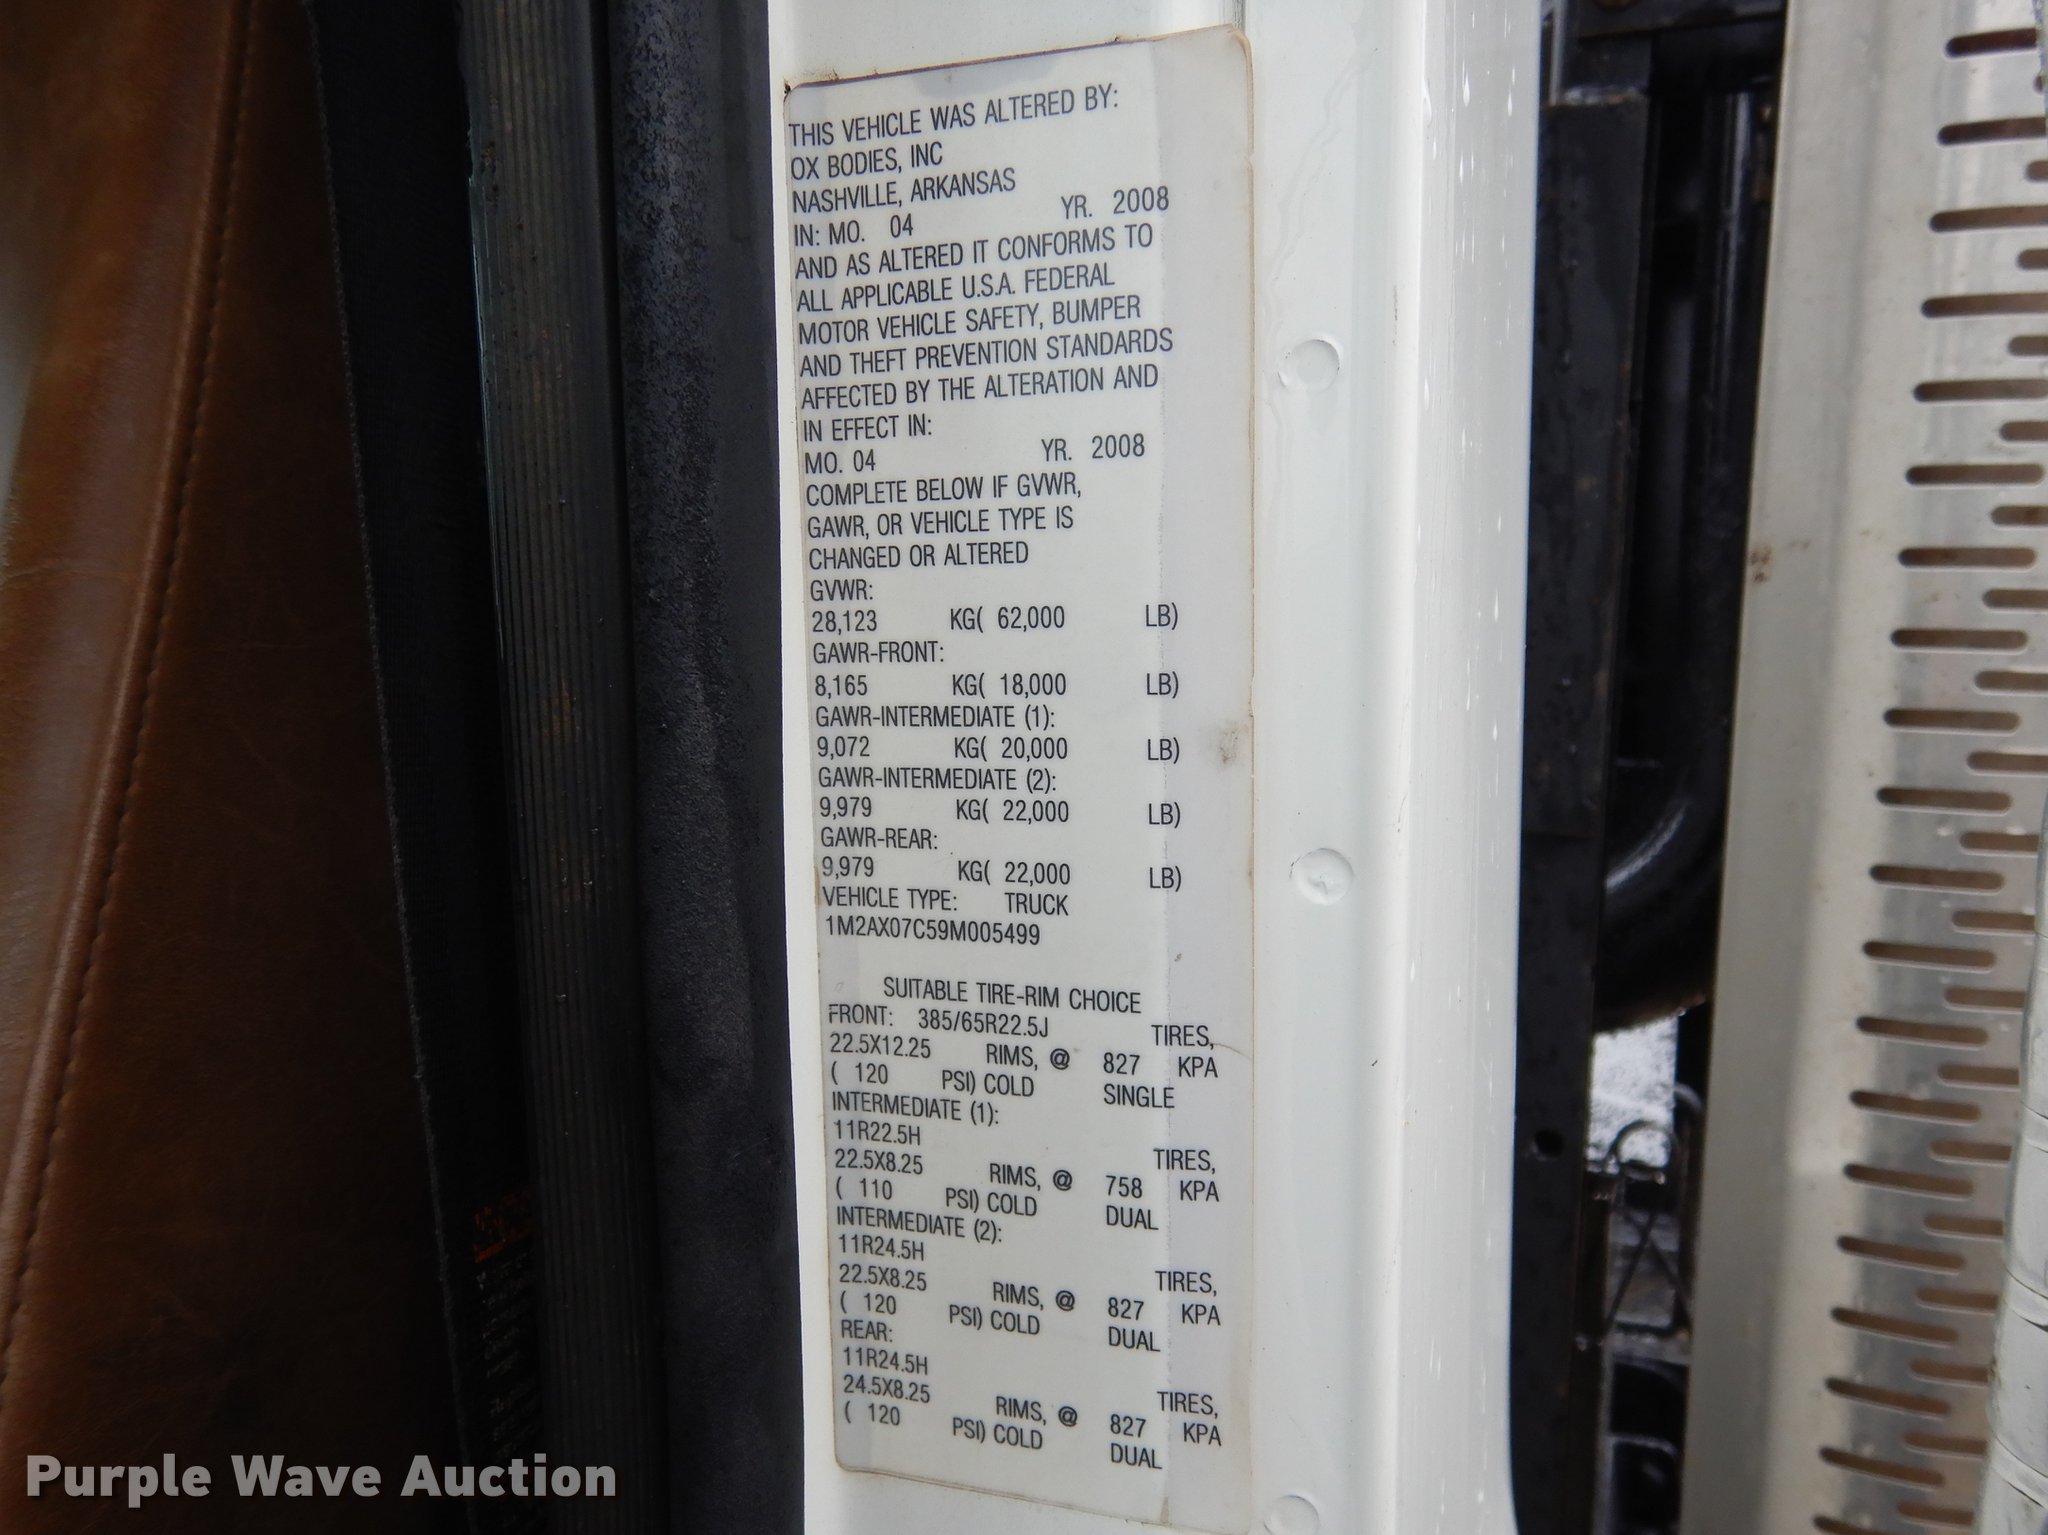 THIS VEHICLE WAS ALTERED BY:
OX BODIES, INC
NASHVILLE, ARKANSAS
IN: MO. 04 YR. 2008
AND AS ALTERED IT CONFORMS TO
ALL APPLICABLE U.S.A. FEDERAL
MOTOR VEHICLE SAFETY, BUMPER
AND THEFT PREVENTION STANDARDS
AFFECTED BY THE ALTERATION AND
IN EFFECT IN:
MO. 04 YR. 2008
COMPLETE BELOW IF GVWR,
GAWR, OR VEHICLE TYPE IS
CHANGED OR ALTERED
GVWR:
28,123 KG( 62,000 LB)
GAWR-FRONT:
8,165 KG( 18,000 LB)
GAWR-INTERMEDIATE (1):
9,072 KG( 20,000 LB)
GAWR-INTERMEDIATE (2):
9,979 KG( 22,000 LB)
GAWR-REAR:
9,979 KG( 22,000 LB)
VEHICLE TYPE: TRUCK
1M2AX07C59M005499
SUITABLE TIRE-RIM CHOICE
FRONT: 385/65R22.5J TIRES,
22.5X12.25 RIMS, @ 827 KPA
( 120 PSI) COLD SINGLE
INTERMEDIATE (1):
11R22.5H TIRES,
22.5X8.25 RIMS, @ 758 KPA
( 110 PSI) COLD DUAL
INTERMEDIATE (2):
11R24.5H TIRES,
22.5X8.25 RIMS, @ 827 KPA
( 120 PSI) COLD DUAL
REAR:
11R24.5H TIRES,
24.5X8.25 RIMS, @ 827 KPA
( 120 PSI) COLD DUAL
Purple Wave Auction